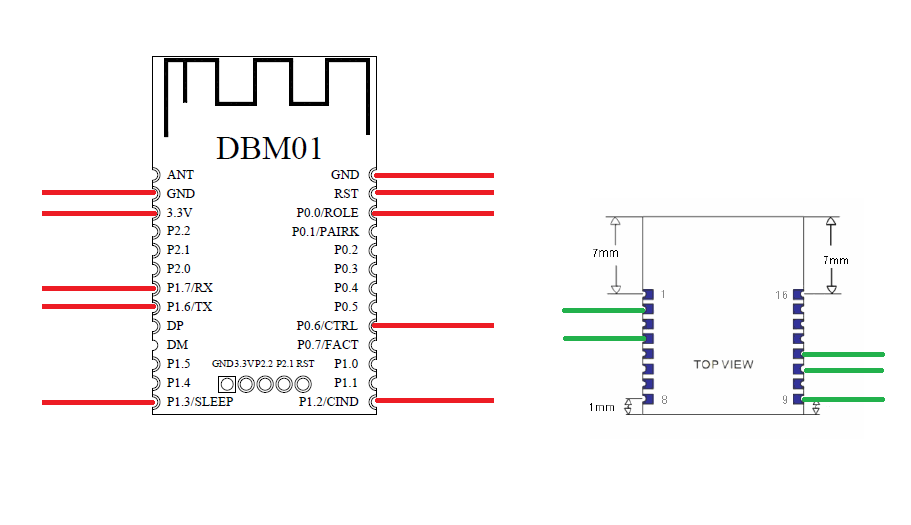 DBM01
ANT GND
GND RST
3.3V P0.0/ROLE
P2.2 P0.1/PAIRK
P2.1 P0.2
P2.0 P0.3
P1.7/RX P0.4
P1.6/TX P0.5
DP P0.6/CTRL
DM P0.7/FACT
P1.5 GND3.3VP2.2 P2.1 RST P1.0
P1.4 P1.1
P1.3/SLEEP P1.2/CIND
7mm 7mm
1 16
TOP VIEW
1mm 8 9